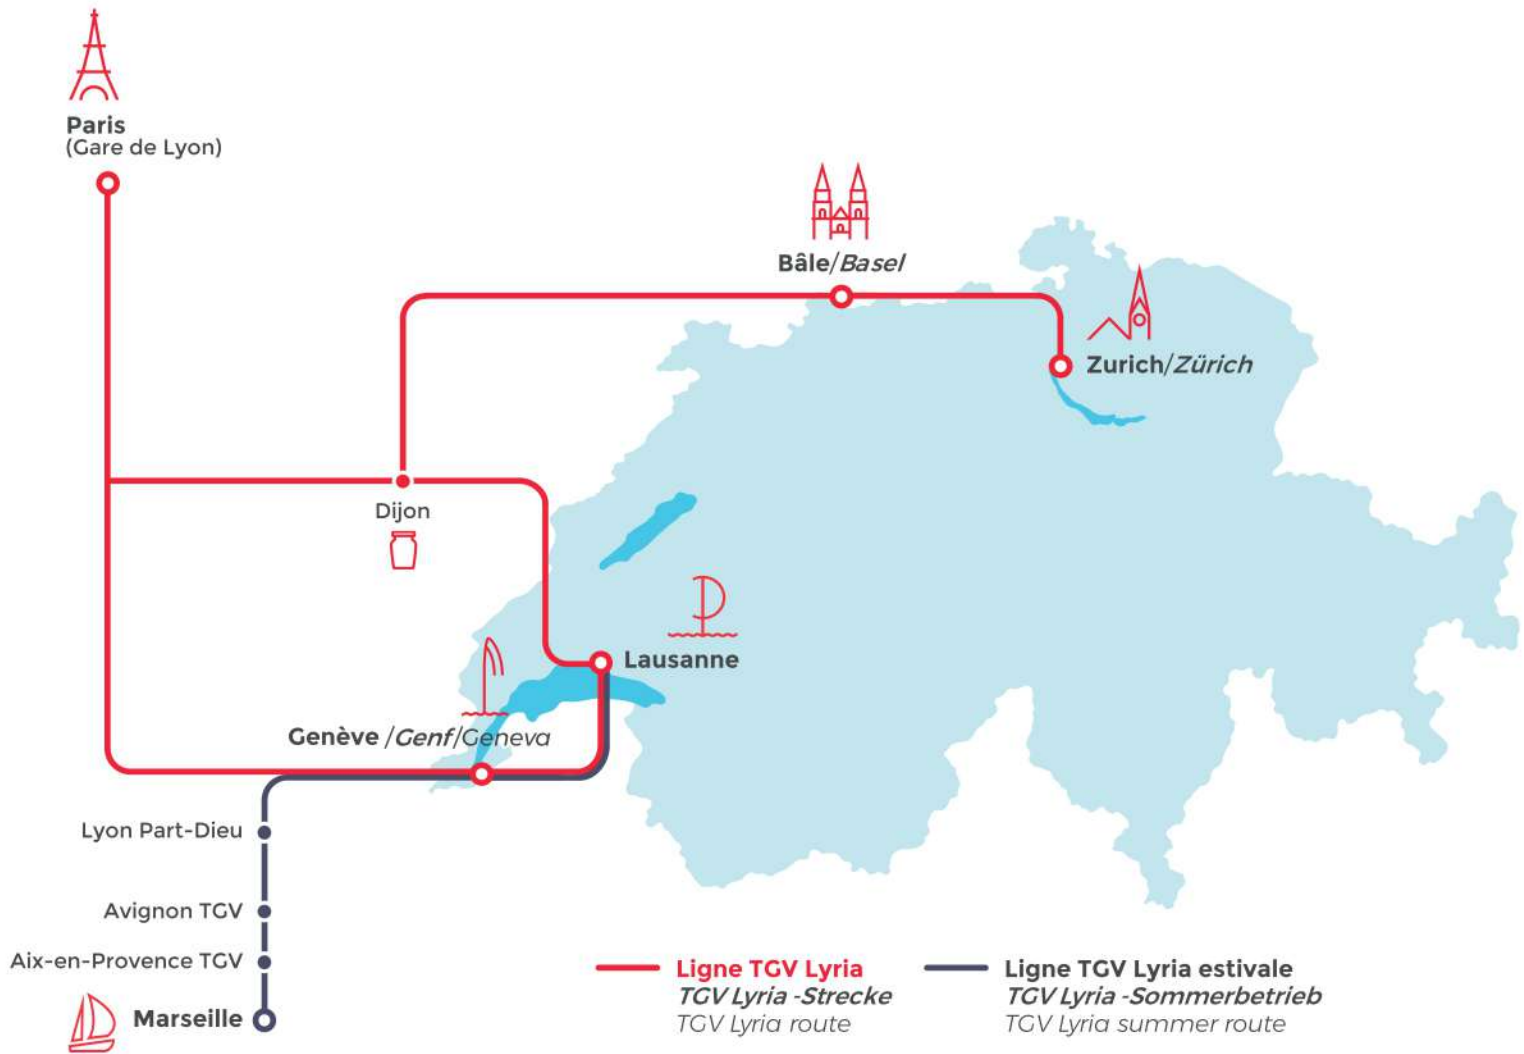 Paris
(Gare de Lyon)
Bâle/Basel
Zurich/Zürich
Dijon
Lausanne
Genève /Genf/Geneva
Lyon Part-Dieu
Avignon TGV
Aix-en-Provence TGV
Marseille
Ligne TGV Lyria
TGV Lyria -Strecke
TGV Lyria route
Ligne TGV Lyria estivale
TGV Lyria -Sommerbetrieb
TGV Lyria summer route